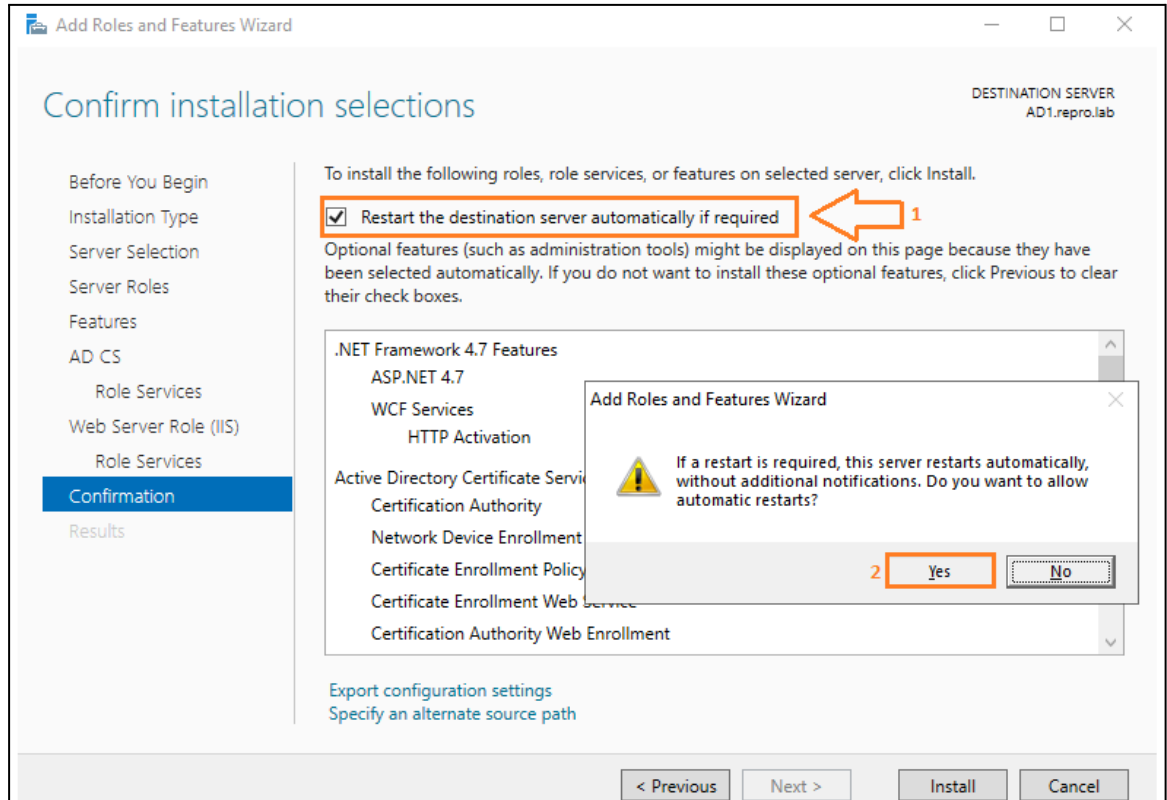 Add Roles and Features Wizard
Confirm installation selections
DESTINATION SERVER
AD1.repro.lab
Before You Begin
Installation Type
Server Selection
Server Roles
Features
AD CS
Role Services
Web Server Role (IIS)
Role Services
Confirmation
Results
To install the following roles, role services, or features on selected server, click Install.
Restart the destination server automatically if required
1
Optional features (such as administration tools) might be displayed on this page because they have
been selected automatically. If you do not want to install these optional features, click Previous to clear
their check boxes.
.NET Framework 4.7 Features
ASP.NET 4.7
WCF Services
HTTP Activation
Active Directory Certificate Servi
Certification Authority
Network Device Enrollment
Certificate Enrollment Policy
Certificate Enrollment Web Service
Certification Authority Web Enrollment
Add Roles and Features Wizard
If a restart is required, this server restarts automatically,
without additional notifications. Do you want to allow
automatic restarts?
2
Yes
No
Export configuration settings
Specify an alternate source path
< Previous
Next >
Install
Cancel